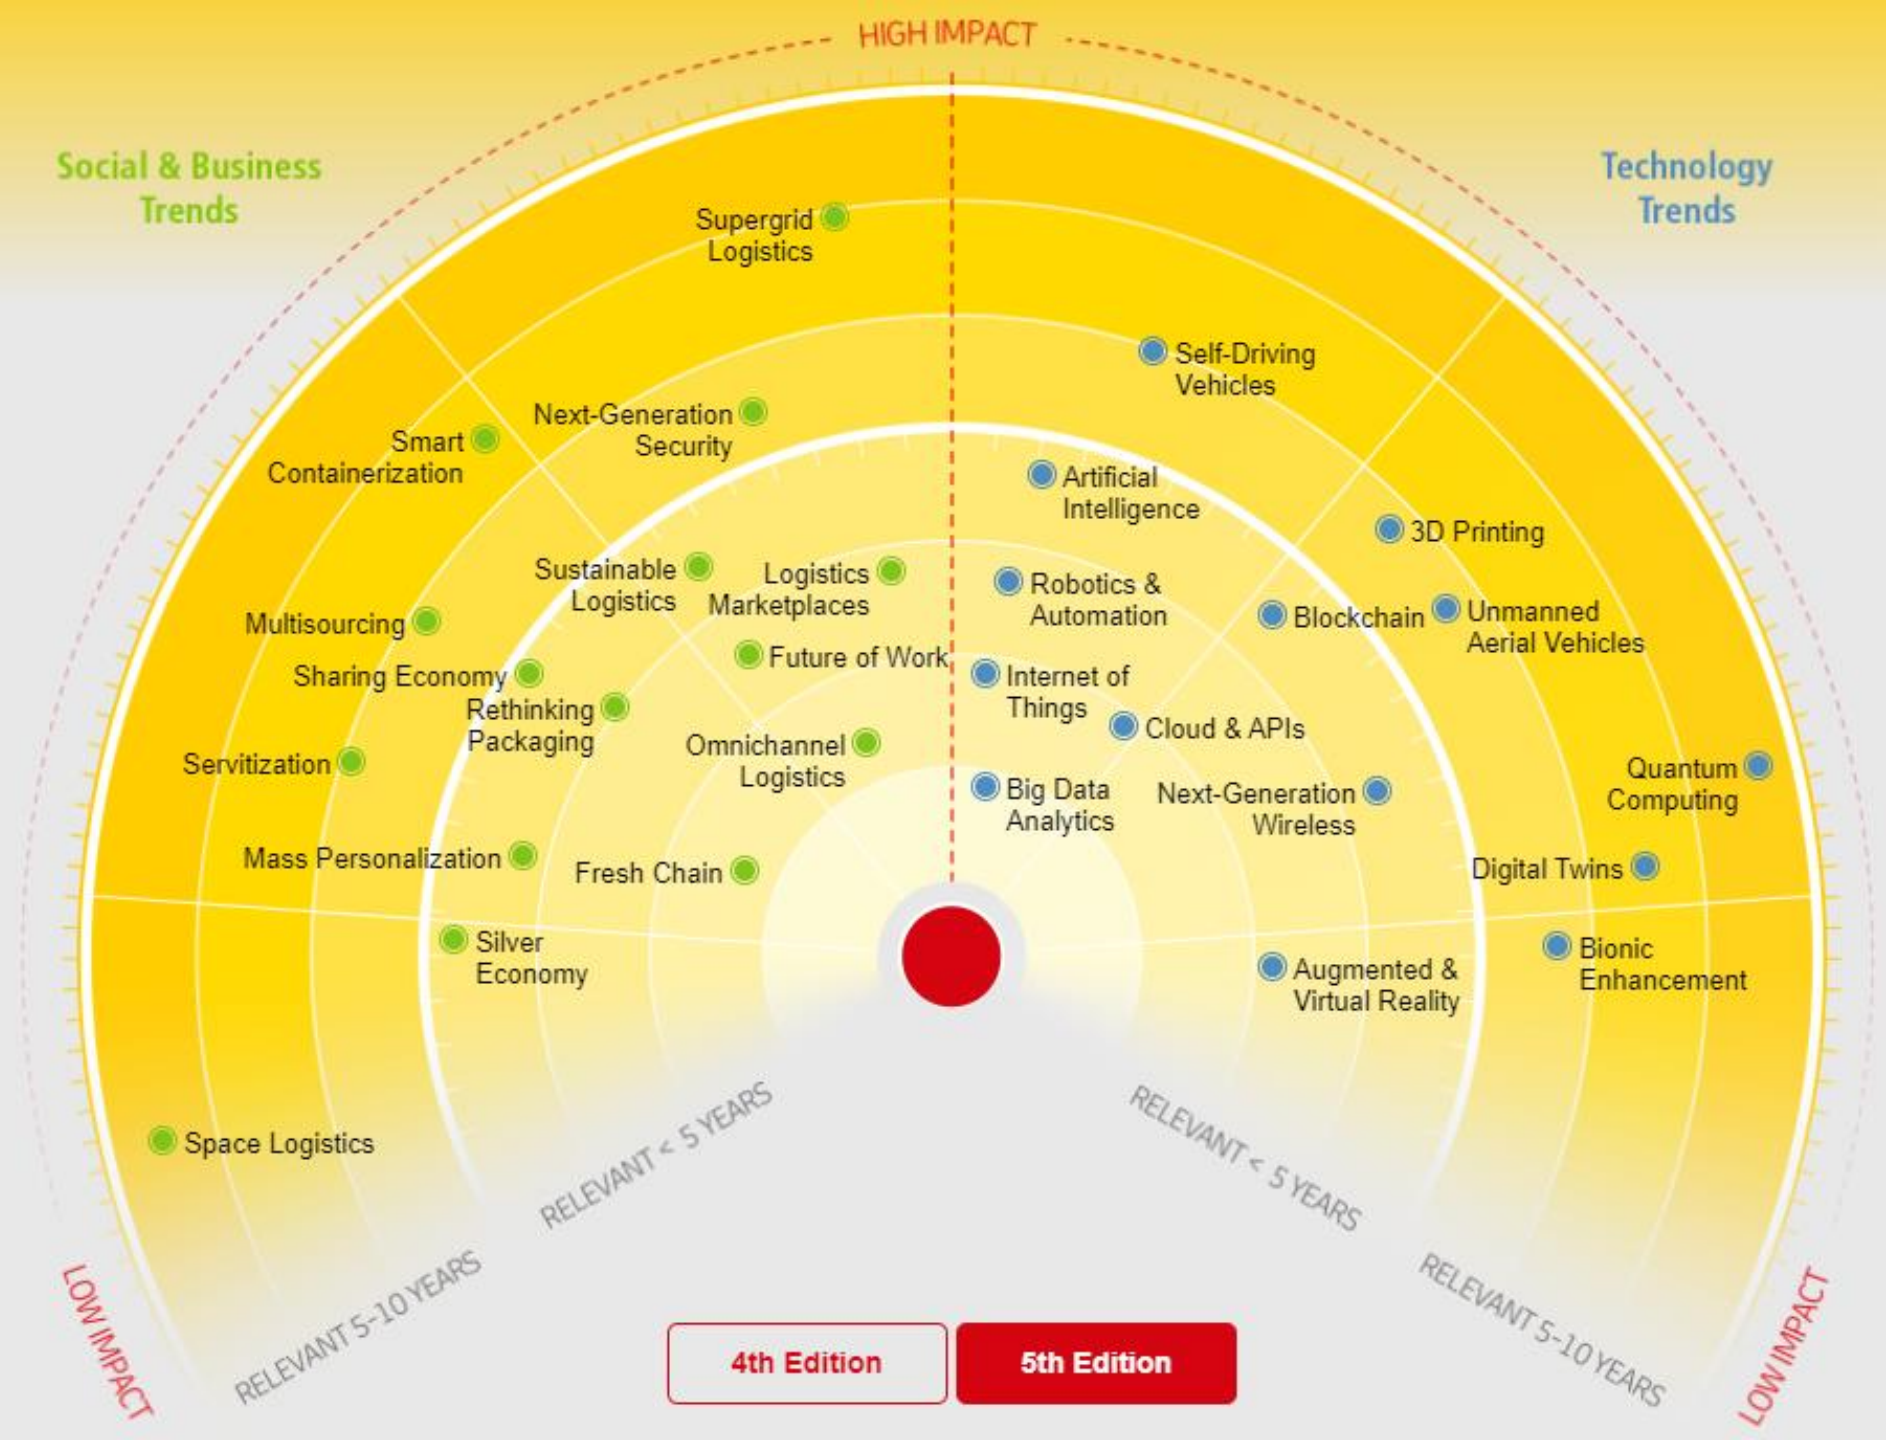 HIGH IMPACT
Social & Business
Trends
Technology
Trends
Supergrid
Logistics
Self-Driving
Vehicles
Next-Generation
Security
Smart
Containerization
Artificial
Intelligence
3D Printing
Sustainable
Logistics
Logistics
Marketplaces
Robotics &
Automation
Multisourcing
Blockchain
Unmanned
Aerial Vehicles
Future of Work
Sharing Economy
Internet of
Things
Rethinking
Packaging
Cloud & APIs
Omnichannel
Logistics
Servitization
Quantum
Computing
Big Data
Analytics
Next-Generation
Wireless
Mass Personalization
Fresh Chain
Digital Twins
Silver
Economy
Bionic
Enhancement
Augmented &
Virtual Reality
Space Logistics
RELEVANT < 5 YEARS
RELEVANT < 5 YEARS
RELEVANT 5-10 YEARS
RELEVANT 5-10 YEARS
LOW IMPACT
LOW IMPACT
4th Edition
5th Edition